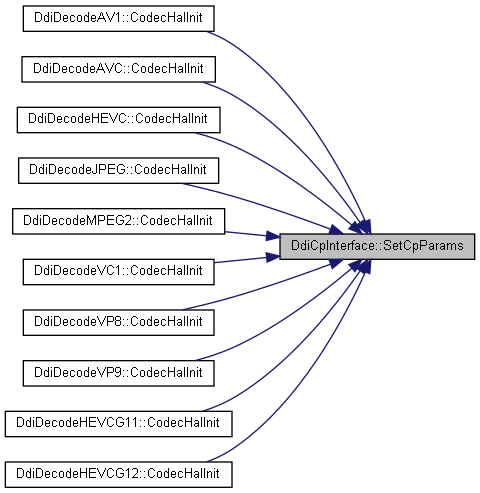 DdiDecodeAV1::CodecHalInit
DdiDecodeAVC::CodecHalInit
DdiDecodeHEVC::CodecHalInit
DdiDecodeJPEG::CodecHalInit
DdiDecodeMPEG2::CodecHalInit
DdiCpInterface::SetCpParams
DdiDecodeVC1::CodecHalInit
DdiDecodeVP8::CodecHalInit
DdiDecodeVP9::CodecHalInit
DdiDecodeHEVCG11::CodecHalInit
DdiDecodeHEVCG12::CodecHalInit